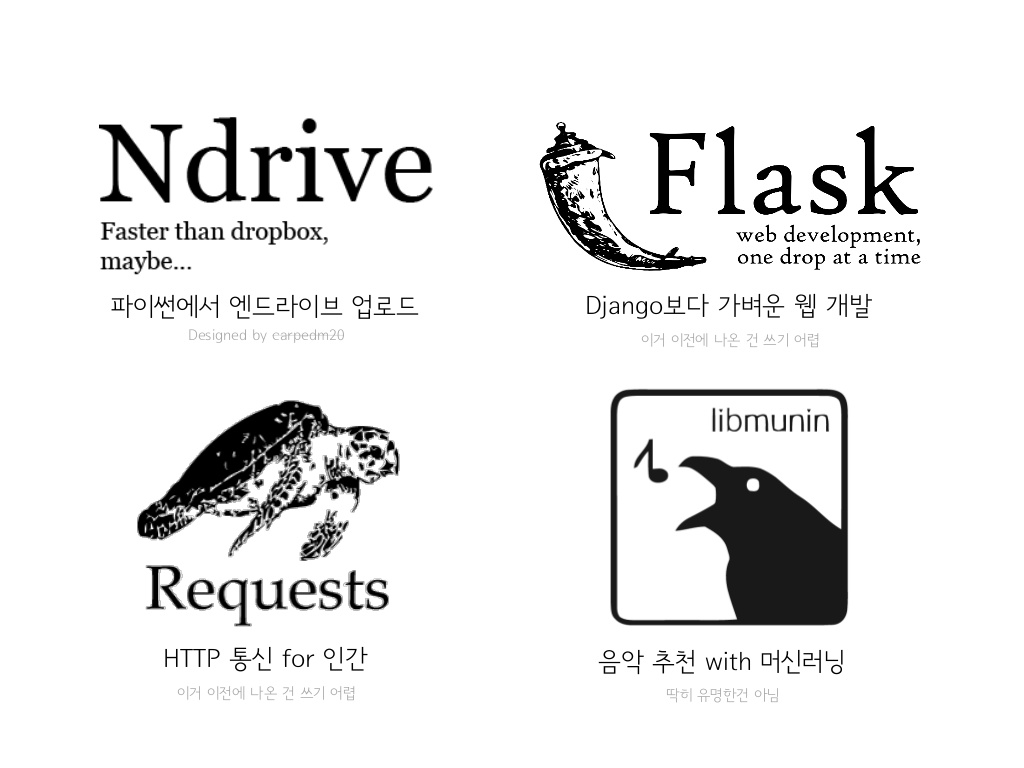 Ndrive
Faster than dropbox,
maybe...
파이썬에서 엔드라이브 업로드
Designed by carpedm20
Flask
web development,
one drop at a time
Django보다 가벼운 웹 개발
이거 이전에 나온 건 쓰기 어렵
Requests
HTTP 통신 for 인간
이거 이전에 나온 건 쓰기 어렵
libmunin
음악 추천 with 머신러닝
딱히 유명한건 아님